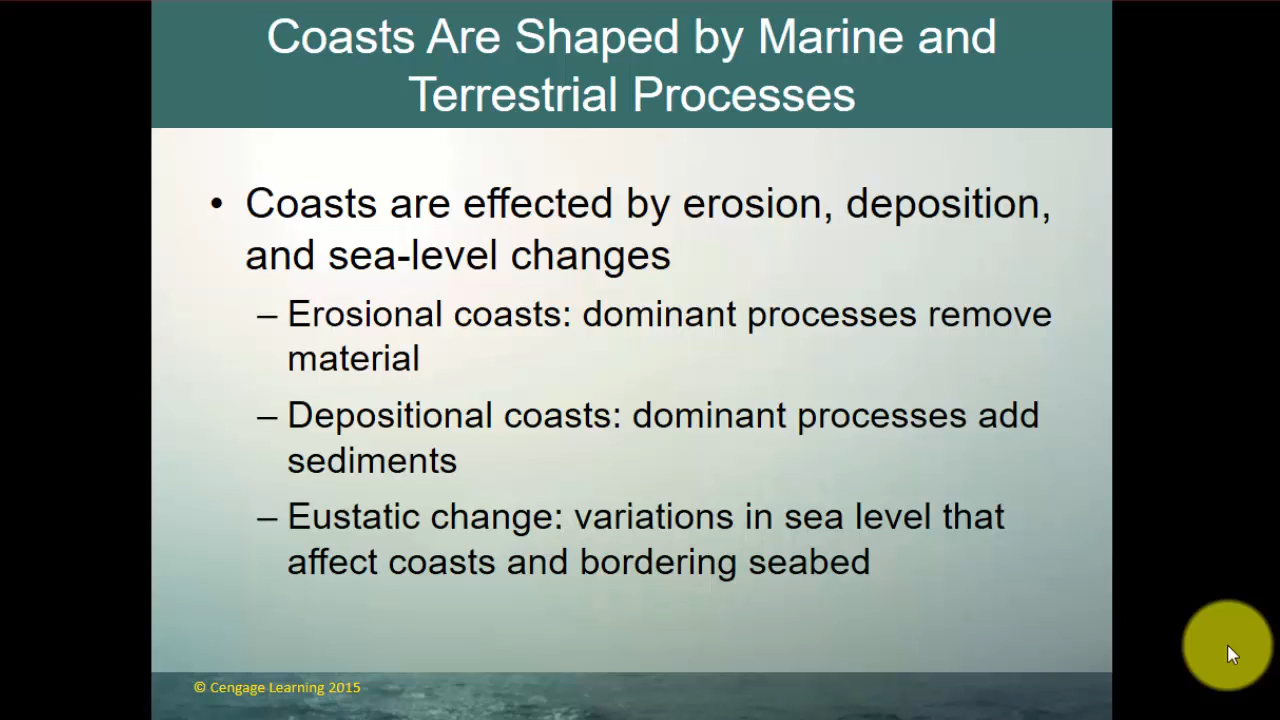 Coasts Are Shaped by Marine and
Terrestrial Processes
• Coasts are effected by erosion, deposition,
and sea-level changes
– Erosional coasts: dominant processes remove
material
– Depositional coasts: dominant processes add
sediments
– Eustatic change: variations in sea level that
affect coasts and bordering seabed
© Cengage Learning 2015